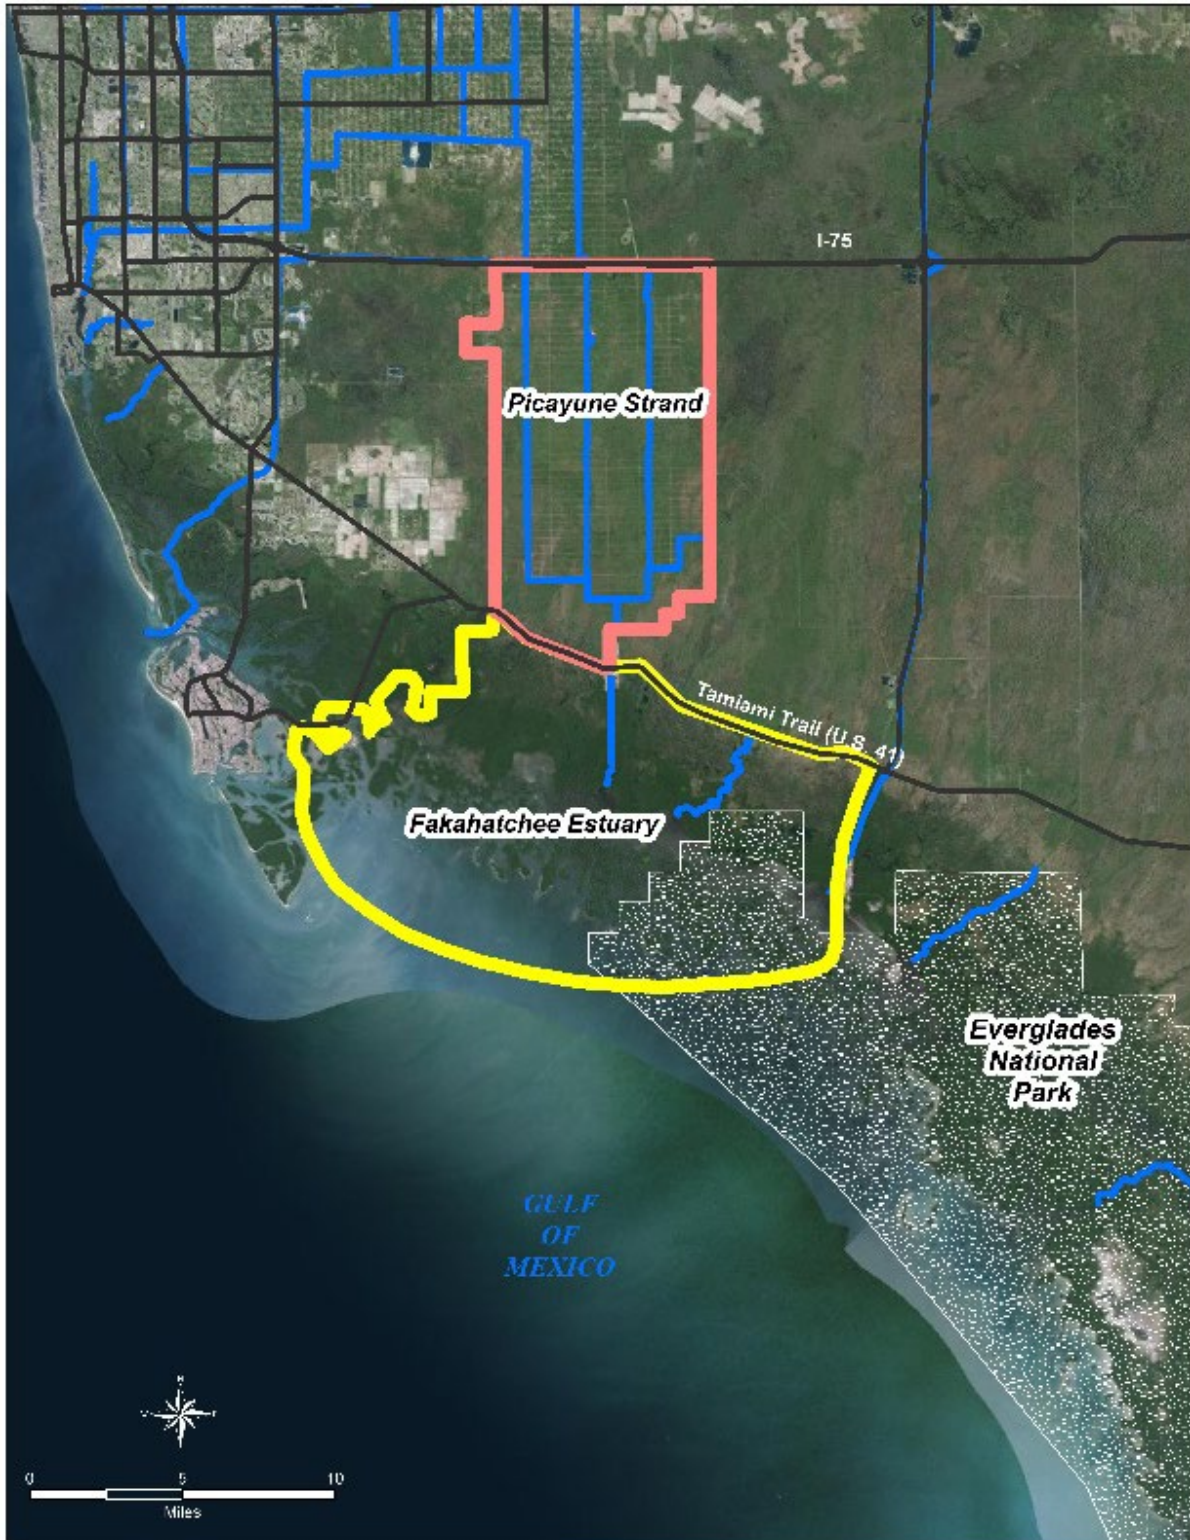 I-75
Picayune Strand
Tamiami Trail (U.S. 41)
Fakahatchee Estuary
Everglades
National
Park
GULF
OF
MEXICO
N
0 5 10
Miles